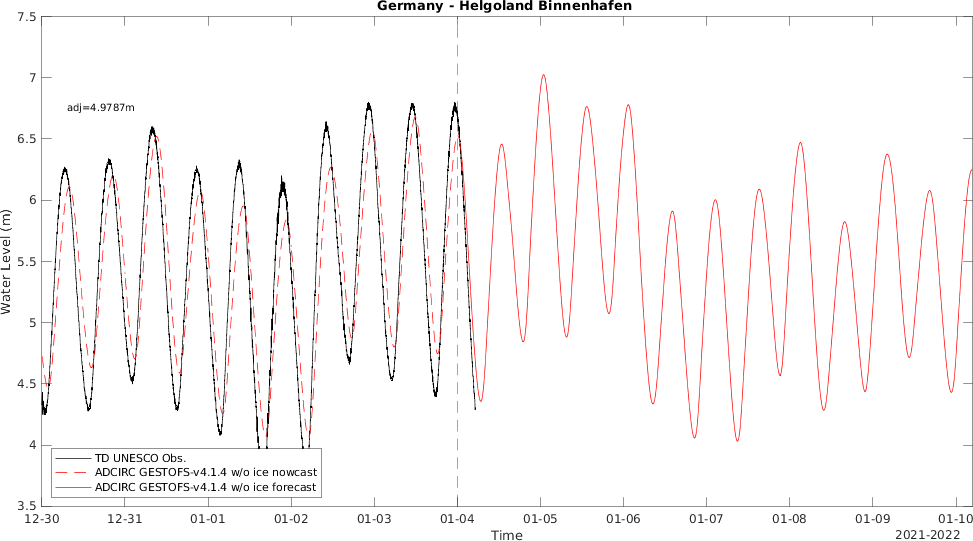 Germany - Helgoland Binnenhafen
7.5
7
6.5
6
5.5
5
4.5
4
3.5
Water Level (m)
adj=4.9787m
TD UNESCO Obs.
ADCIRC GESTOFS-v4.1.4 w/o ice nowcast
ADCIRC GESTOFS-v4.1.4 w/o ice forecast
12-30 12-31 01-01 01-02 01-03 01-04 01-05 01-06 01-07 01-08 01-09 01-10
Time
2021-2022